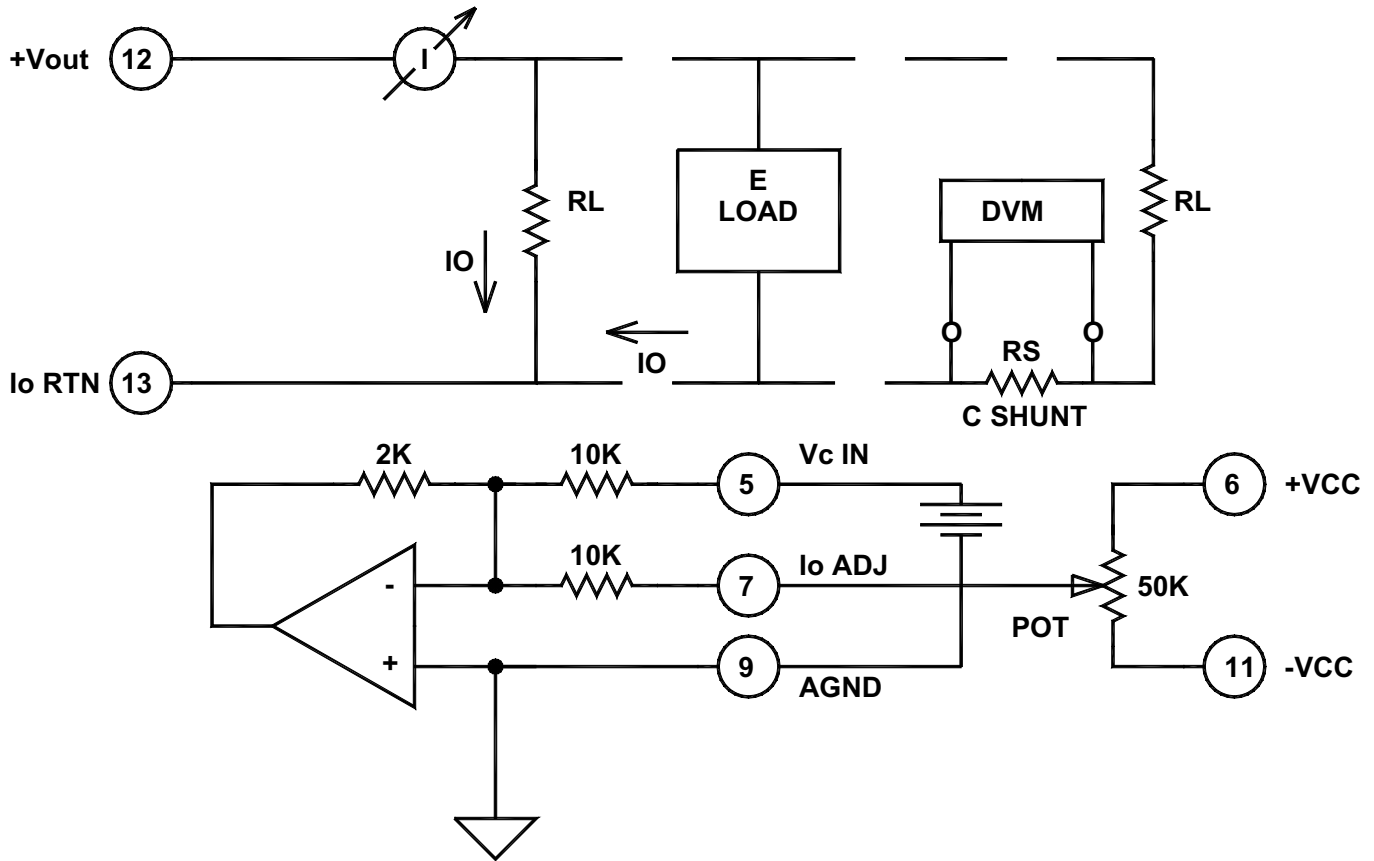 +Vout 12 I
RL
E
LOAD
DVM
RL
IO
IO
RS
Io RTN 13
C SHUNT
2K 10K 5 Vc IN 6 +VCC
10K 7 Io ADJ 50K
-
POT
+ 9 AGND 11 -VCC